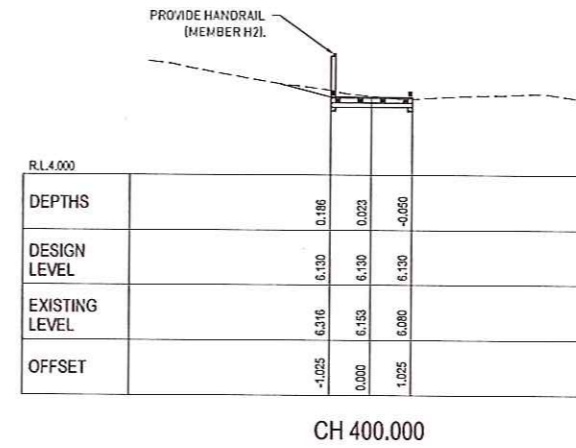 PROVIDE HANDRAIL
(MEMBER H2).
R.L.4.000
DEPTHS 0.186 0.023 -0.050
DESIGN LEVEL 6.130 6.130 6.130
EXISTING LEVEL 6.316 6.153 6.080
OFFSET -1.025 0.000 1.025
CH 400.000